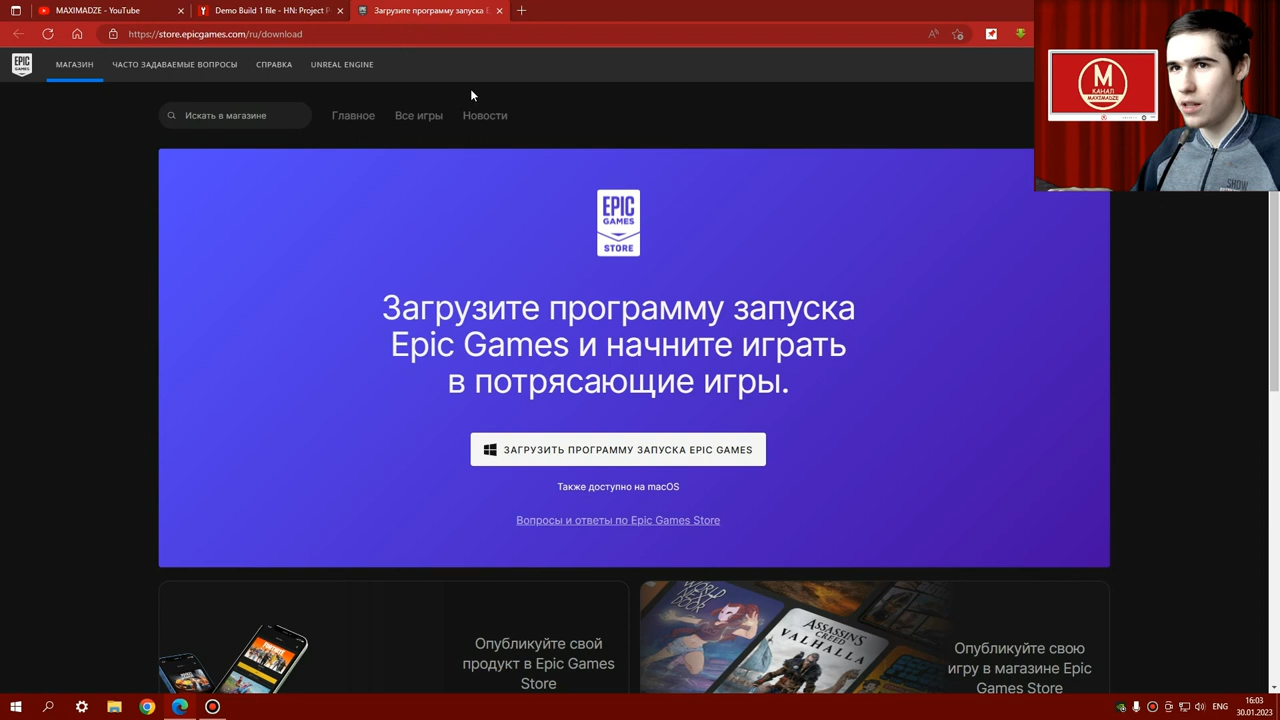 MAXIMADZE - YouTube
Demo Build 1 file - HN: Project P
Загрузите программу запуска E
https://store.epicgames.com/ru/download
EPIC GAMES
МАГАЗИН
ЧАСТО ЗАДАВАЕМЫЕ ВОПРОСЫ
СПРАВКА
UNREAL ENGINE
M
КАНАЛ
MAXIMADZE
Искать в магазине
Главное
Все игры
Новости
SHOW
EPIC
GAMES
STORE
Загрузите программу запуска
Epic Games и начните играть
в потрясающие игры.
ЗАГРУЗИТЬ ПРОГРАММУ ЗАПУСКА EPIC GAMES
Также доступно на macOS
Вопросы и ответы по Epic Games Store
Опубликуйте свой
продукт в Epic Games
Store
WORLD
NEXT
DOOR
ASSASSIN'S
CREED
VALHALLA
Опубликуйте свою
игру в магазине Epic
Games Store
ENG
16:03
30.01.2023